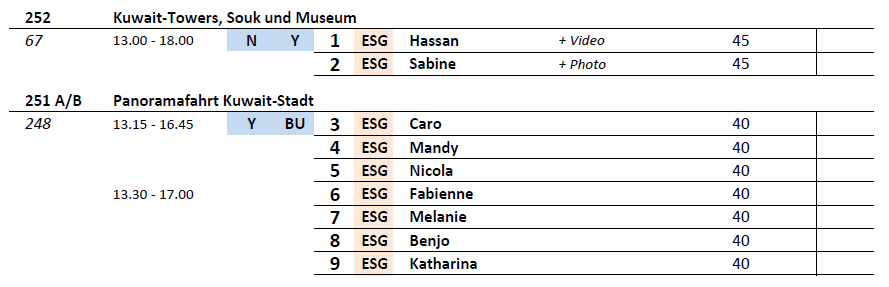 252 Kuwait-Towers, Souk und Museum
67 13.00 - 18.00 N Y 1 ESG Hassan + Video 45
2 ESG Sabine + Photo 45
251 A/B Panoramafahrt Kuwait-Stadt
248 13.15 - 16.45 Y BU 3 ESG Caro 40
4 ESG Mandy 40
5 ESG Nicola 40
13.30 - 17.00 6 ESG Fabienne 40
7 ESG Melanie 40
8 ESG Benjo 40
9 ESG Katharina 40